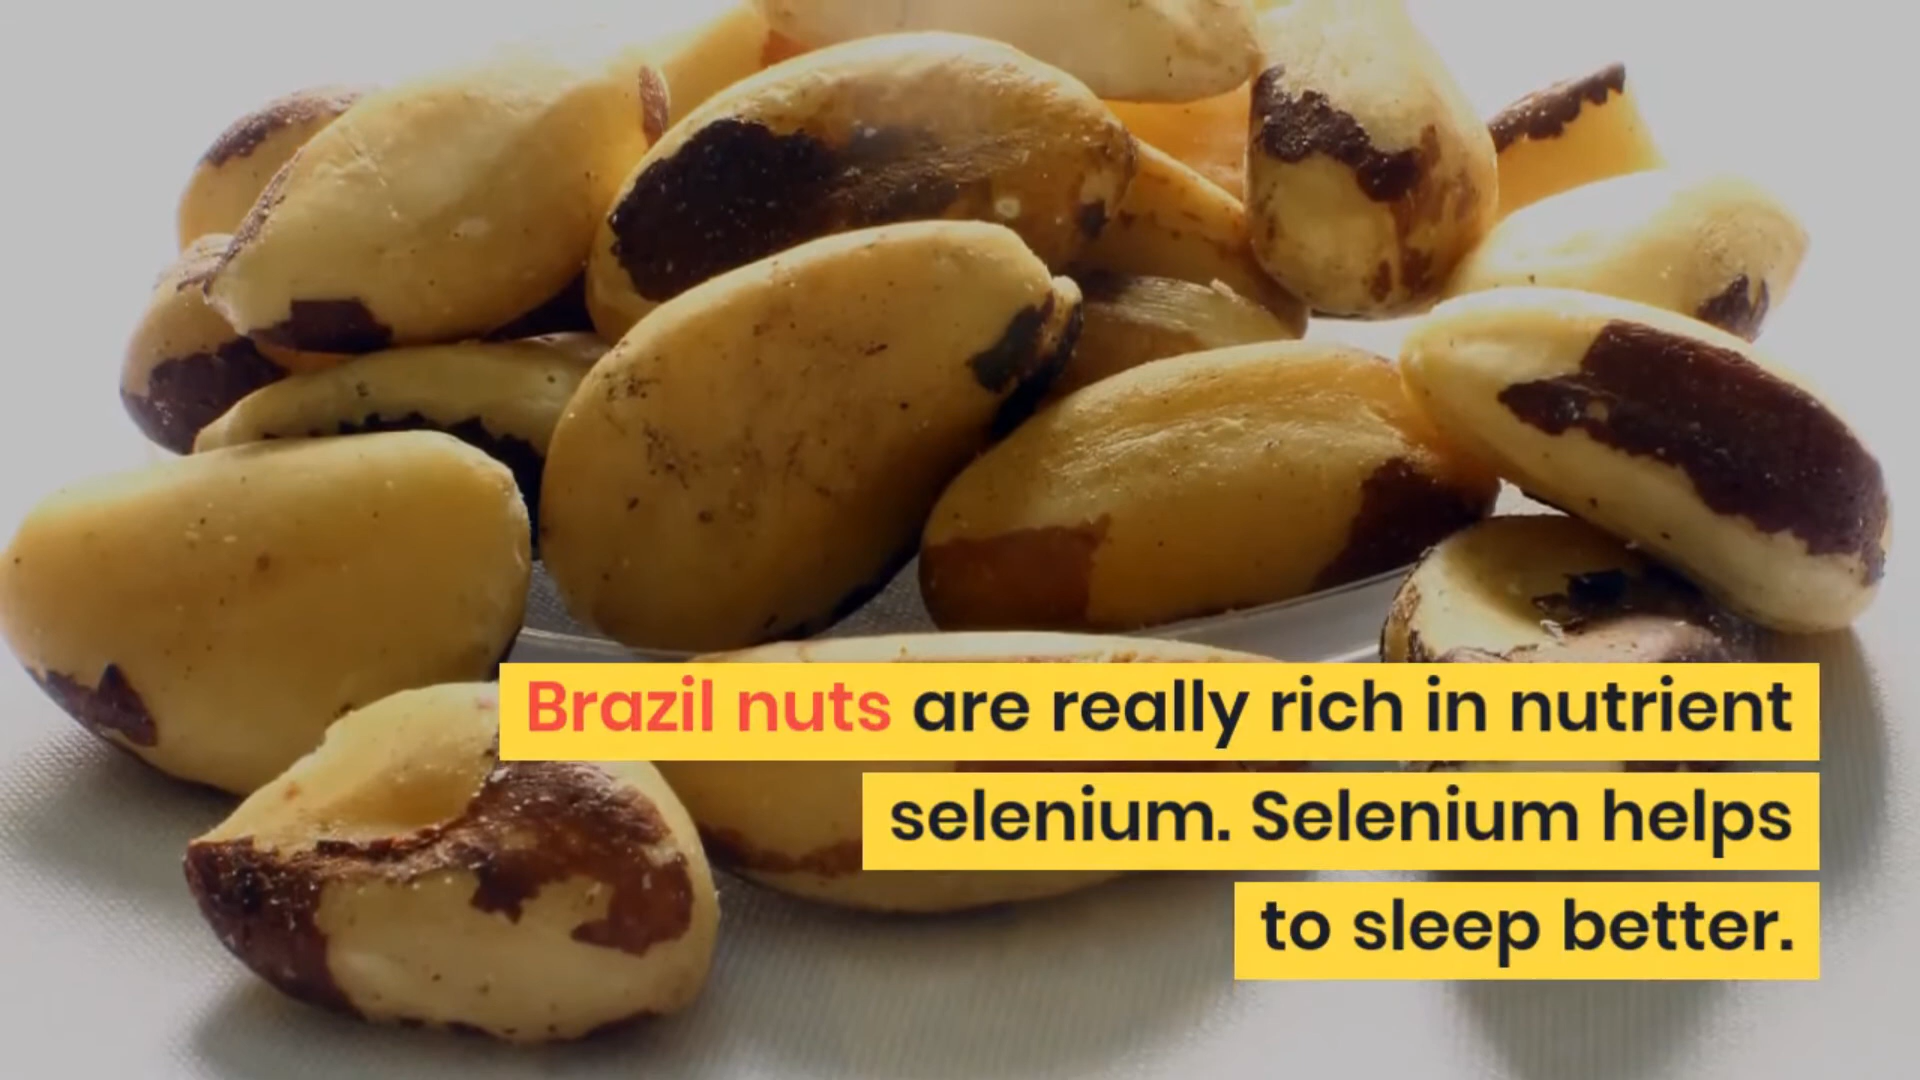 Brazil nuts are really rich in nutrient
selenium. Selenium helps
to sleep better.